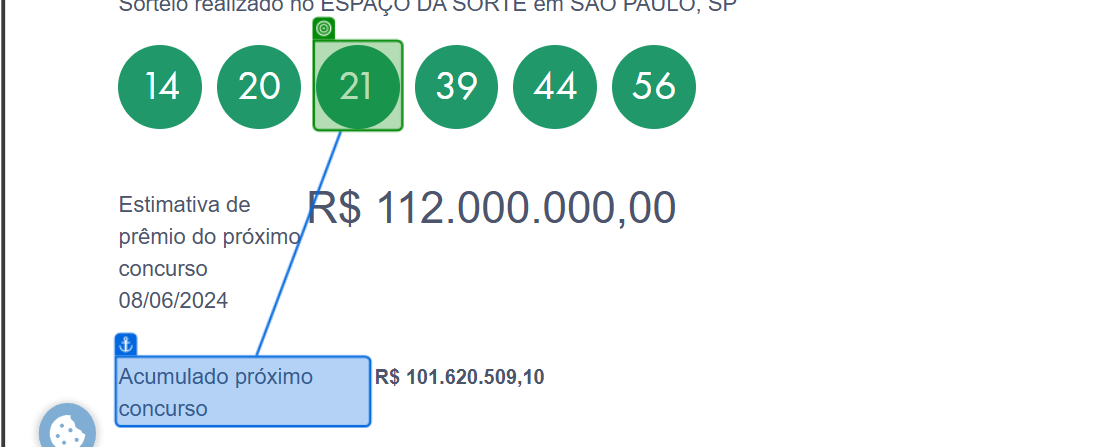 Sorteio realizado no ESPAÇO DA SORTE em SÃO PAULO, SP
14 20 21 39 44 56
Estimativa de
prêmio do próximo
concurso
08/06/2024
R$ 112.000.000,00
Acumulado próximo
concurso
R$ 101.620.509,10